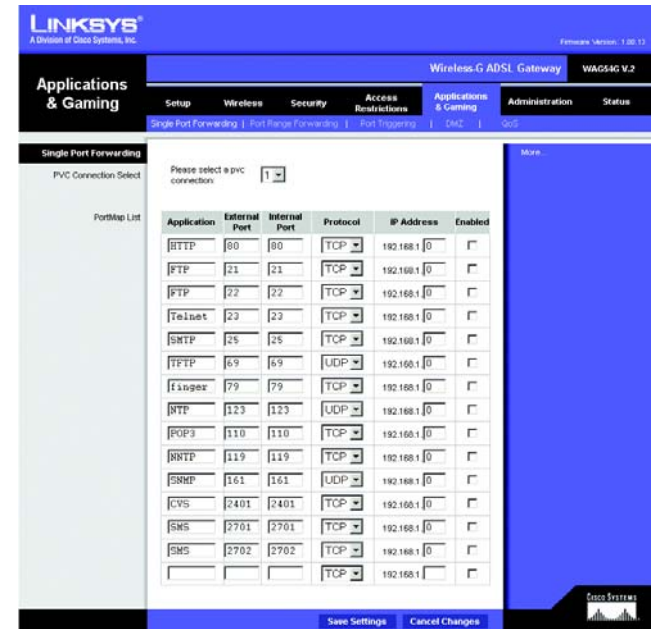 LINKSYS®
A Division of Cisco Systems, Inc.
Firmware Version: 1.00.13
Wireless-G ADSL Gateway WAG54G V.2
Applications & Gaming
Setup Wireless Security Access Restrictions Applications & Gaming Administration Status
Single Port Forwarding | Port Range Forwarding | Port Triggering | DMZ | QoS
Single Port Forwarding
More...
PVC Connection Select
Please select a pvc connection: 1
PortMap List
Application External Port Internal Port Protocol IP Address Enabled
HTTP 80 80 TCP 192.168.1. 0
FTP 21 21 TCP 192.168.1. 0
FTP 22 22 TCP 192.168.1. 0
Telnet 23 23 TCP 192.168.1. 0
SMTP 25 25 TCP 192.168.1. 0
TFTP 69 69 UDP 192.168.1. 0
finger 79 79 TCP 192.168.1. 0
NTP 123 123 UDP 192.168.1. 0
POP3 110 110 TCP 192.168.1. 0
NNTP 119 119 TCP 192.168.1. 0
SNMP 161 161 UDP 192.168.1. 0
CVS 2401 2401 TCP 192.168.1. 0
SMS 2701 2701 TCP 192.168.1. 0
SMS 2702 2702 TCP 192.168.1. 0
TCP 192.168.1.
Save Settings Cancel Changes
CISCO SYSTEMS